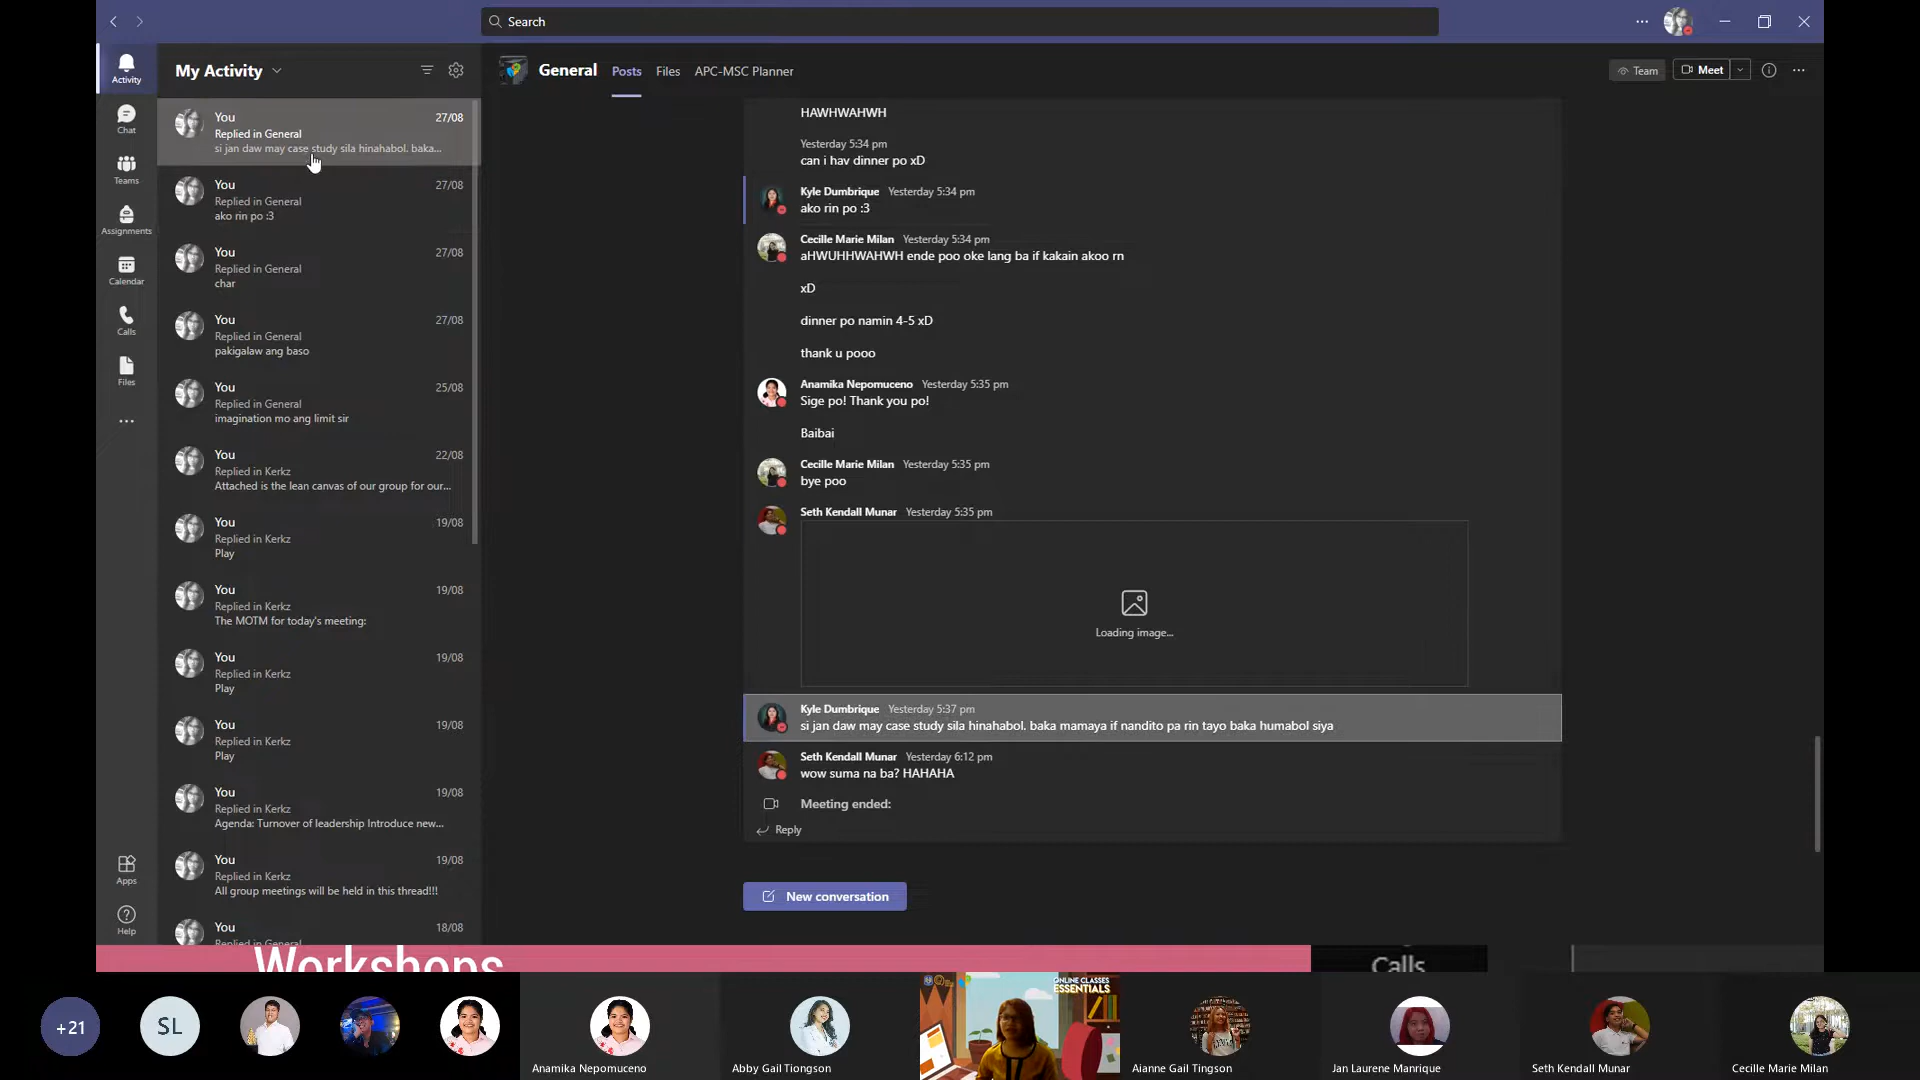 Search
Activity
Chat
Teams
Assignments
Calendar
Calls
Files
Apps
Help
My Activity
You 27/08
Replied in General
si jan daw may case study sila hinahabol. baka...
You 27/08
Replied in General
ako rin po :3
You 27/08
Replied in General
char
You 27/08
Replied in General
pakigalaw ang baso
You 25/08
Replied in General
imagination mo ang limit sir
You 22/08
Replied in Kerkz
Attached is the lean canvas of our group for our...
You 19/08
Replied in Kerkz
Play
You 19/08
Replied in Kerkz
The MOTM for today's meeting:
You 19/08
Replied in Kerkz
Play
You 19/08
Replied in Kerkz
Play
You 19/08
Replied in Kerkz
Agenda: Turnover of leadership Introduce new...
You 19/08
Replied in Kerkz
All group meetings will be held in this thread!!!
You 18/08
Replied in General
General Posts Files APC-MSC Planner
Team Meet
HAWHWAHWH
Yesterday 5:34 pm
can i hav dinner po xD
Kyle Dumbrique Yesterday 5:34 pm
ako rin po :3
Cecille Marie Milan Yesterday 5:34 pm
aHWUHHWAHWH ende poo oke lang ba if kakain akoo rn
xD
dinner po namin 4-5 xD
thank u pooo
Anamika Nepomuceno Yesterday 5:35 pm
Sige po! Thank you po!
Baibai
Cecille Marie Milan Yesterday 5:35 pm
bye poo
Seth Kendall Munar Yesterday 5:35 pm
Loading image...
Kyle Dumbrique Yesterday 5:37 pm
si jan daw may case study sila hinahabol. baka mamaya if nandito pa rin tayo baka humabol siya
Seth Kendall Munar Yesterday 6:12 pm
wow suma na ba? HAHAHA
Meeting ended:
Reply
New conversation
Workshops
Calls
+21
SL
ONLINE CLASSES
ESSENTIALS
Anamika Nepomuceno
Abby Gail Tiongson
Aianne Gail Tingson
Jan Laurene Manrique
Seth Kendall Munar
Cecille Marie Milan